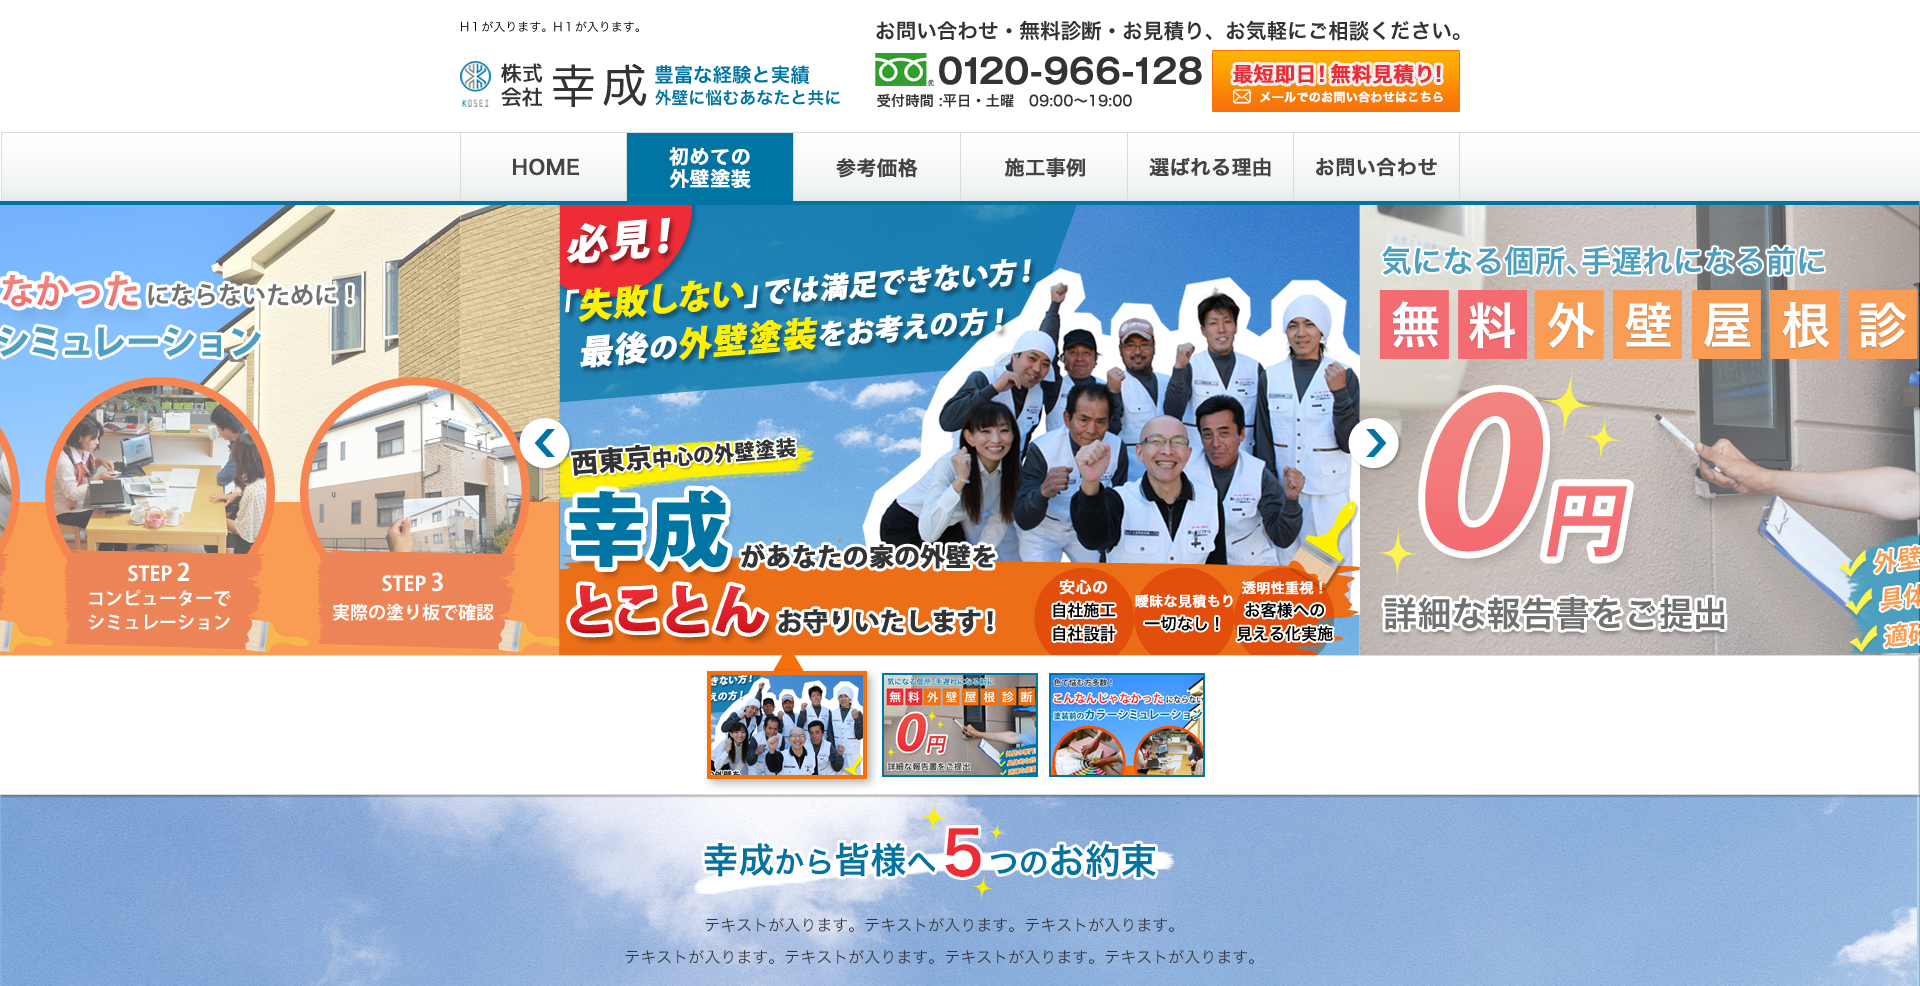 H１が入ります。H１が入ります。
KOSEI
株式会社 幸成
豊富な経験と実績
外壁に悩むあなたと共に
お問い合わせ・無料診断・お見積り、お気軽にご相談ください。
0120-966-128
受付時間 :平日・土曜　09:00〜19:00
最短即日！無料見積り！
メールでのお問い合わせはこちら
HOME
初めての
外壁塗装
参考価格
施工事例
選ばれる理由
お問い合わせ
なかったにならないために！
シミュレーション
STEP 2
コンピューターで
シミュレーション
STEP 3
実際の塗り板で確認
必見！
「失敗しない」では満足できない方！
最後の外壁塗装をお考えの方！
西東京中心の外壁塗装
幸成があなたの家の外壁を
とことんお守りいたします！
安心の
自社施工
自社設計
曖昧な見積もり
一切なし！
透明性重視！
お客様への
見える化実施
気になる個所、手遅れになる前に
無料外壁屋根診
0円
詳細な報告書をご提出
外壁
具体
適確
きない方！
えの方！
気になる個所、手遅れになる前に
無料外壁屋根診断
0円
詳細な報告書をご提出
色で悩む方多数！
こんなんじゃなかったにならない
塗装前のカラーシミュレーション
幸成から皆様へ5つのお約束
テキストが入ります。テキストが入ります。テキストが入ります。
テキストが入ります。テキストが入ります。テキストが入ります。テキストが入ります。